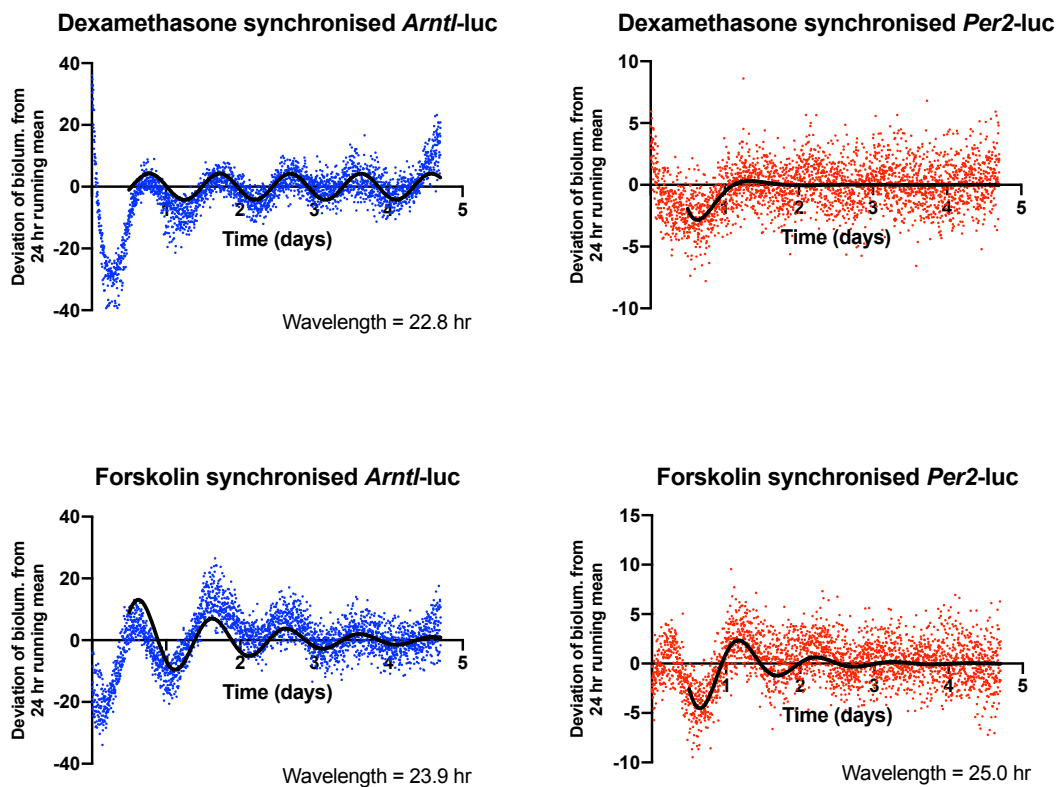 Dexamethasone synchronised Arntl-luc
Deviation of biolum. from
24 hr running mean
40
20
0
-20
-40
1
2
3
4
5
Time (days)
Wavelength = 22.8 hr
Dexamethasone synchronised Per2-luc
Deviation of biolum. from
24 hr running mean
10
5
0
-5
-10
1
2
3
4
5
Time (days)
Forskolin synchronised Arntl-luc
Deviation of biolum. from
24 hr running mean
40
20
0
-20
-40
1
2
3
4
5
Time (days)
Wavelength = 23.9 hr
Forskolin synchronised Per2-luc
Deviation of biolum. from
24 hr running mean
15
10
5
0
-5
-10
1
2
3
4
5
Time (days)
Wavelength = 25.0 hr